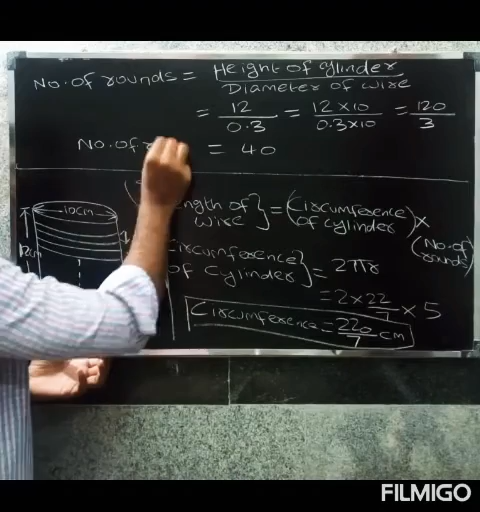 No. of rounds = Height of cylinder / Diameter of wire
= 12 / 0.3 = 12 × 10 / 0.3 × 10 = 120 / 3
No. of = 40
10cm
12cm
of wire } = (Circumference of cylinder) × (No. of rounds)
of cylinder } = 2πr
= 2 × 22/7 × 5
Circumference = 220/7 cm
FILMIGO